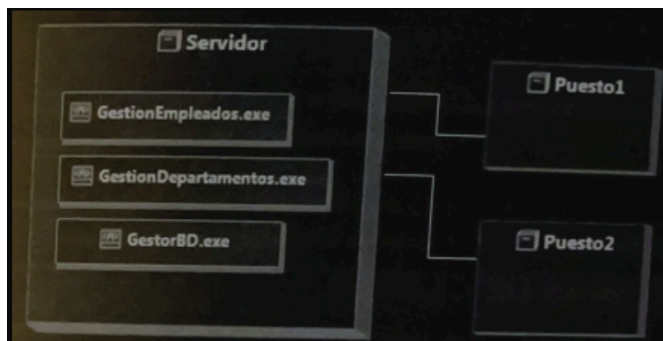 Servidor
GestionEmpleados.exe
GestionDepartamentos.exe
GestorBD.exe
Puesto1
Puesto2